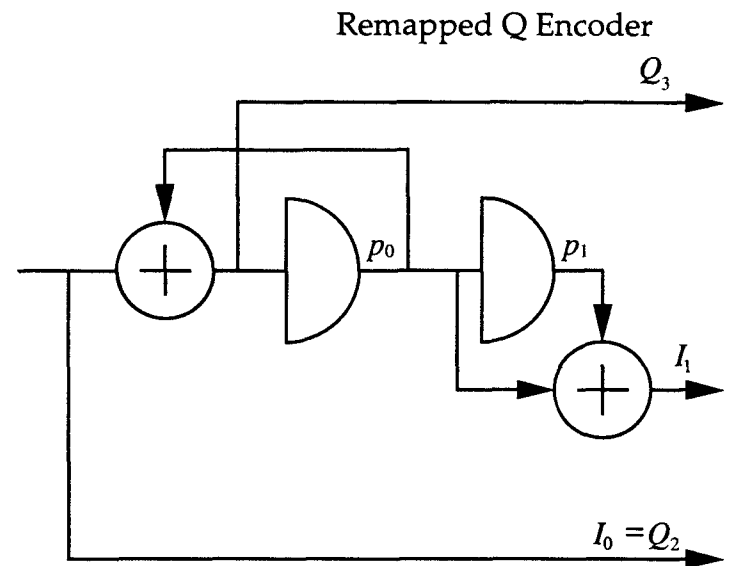 Remapped Q Encoder
Q₃
p₀
p₁
I₁
I₀ = Q₂